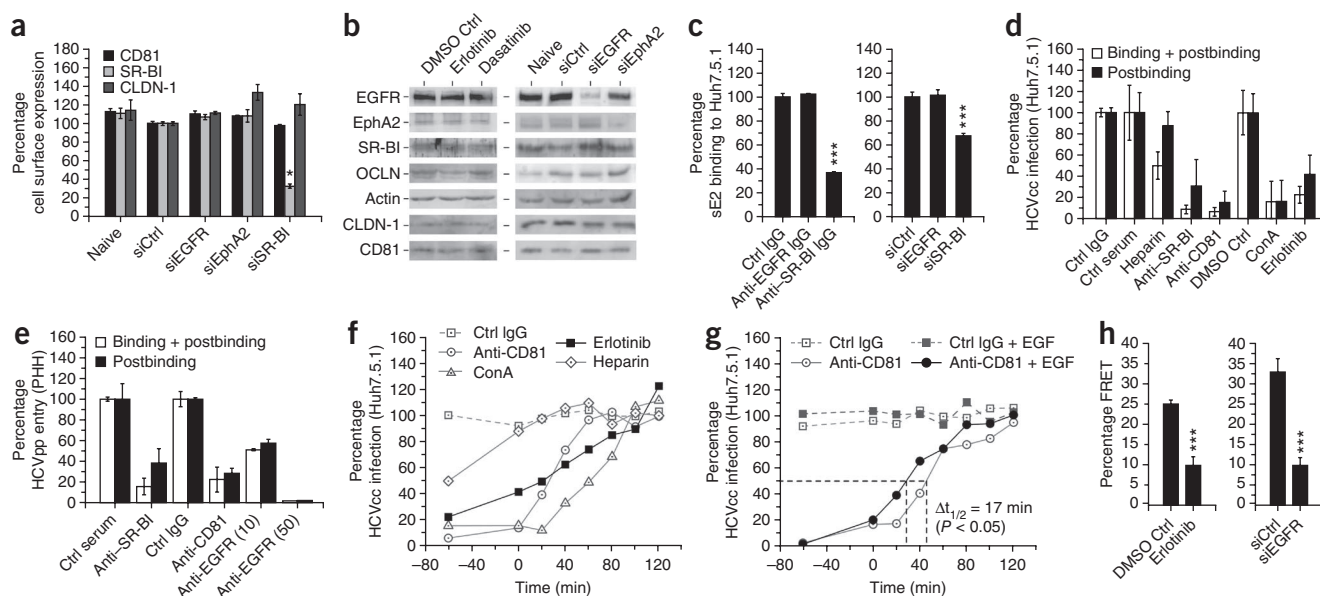 a
Percentage
cell surface expression
180
160
140
120
100
80
60
40
20
0
CD81
SR-BI
CLDN-1
*
Naive
siCtrl
siEGFR
siEphA2
siSR-BI
b
DMSO Ctrl
Erlotinib
Dasatinib
Naive
siCtrl
siEGFR
siEphA2
EGFR
EphA2
SR-BI
OCLN
Actin
CLDN-1
CD81
c
Percentage
sE2 binding to Huh7.5.1
140
120
100
80
60
40
20
0
***
Ctrl IgG
Anti-EGFR IgG
Anti–SR-BI IgG
140
120
100
80
60
40
20
0
***
siCtrl
siEGFR
siSR-BI
d
Percentage
HCVcc infection (Huh7.5.1)
160
140
120
100
80
60
40
20
0
Binding + postbinding
Postbinding
Ctrl IgG
Ctrl serum
Heparin
Anti–SR-BI
Anti-CD81
DMSO Ctrl
ConA
Erlotinib
e
Percentage
HCVpp entry (PHH)
160
140
120
100
80
60
40
20
0
Binding + postbinding
Postbinding
Ctrl serum
Anti–SR-BI
Ctrl IgG
Anti-CD81
Anti-EGFR (10)
Anti-EGFR (50)
f
Percentage
HCVcc infection (Huh7.5.1)
160
140
120
100
80
60
40
20
0
Ctrl IgG
Anti-CD81
ConA
Erlotinib
Heparin
–80 –40 0 40 80 120
Time (min)
g
Percentage
HCVcc infection (Huh7.5.1)
160
140
120
100
80
60
40
20
0
Ctrl IgG
Anti-CD81
Ctrl IgG + EGF
Anti-CD81 + EGF
Δt1/2 = 17 min
(P < 0.05)
–80 –40 0 40 80 120
Time (min)
h
Percentage FRET
40
35
30
25
20
15
10
5
0
***
DMSO Ctrl
Erlotinib
40
35
30
25
20
15
10
5
0
***
siCtrl
siEGFR